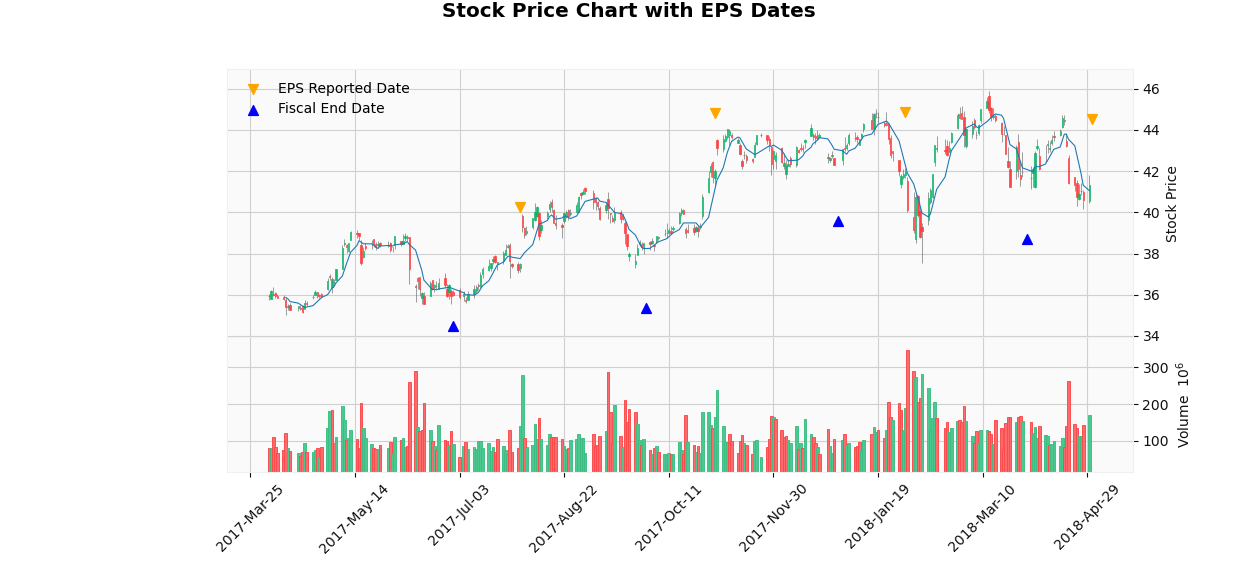 Stock Price Chart with EPS Dates
EPS Reported Date
Fiscal End Date
46
44
42
40
38
36
34
Stock Price
300
200
100
Volume 10^6
2017-Mar-25
2017-May-14
2017-Jul-03
2017-Aug-22
2017-Oct-11
2017-Nov-30
2018-Jan-19
2018-Mar-10
2018-Apr-29